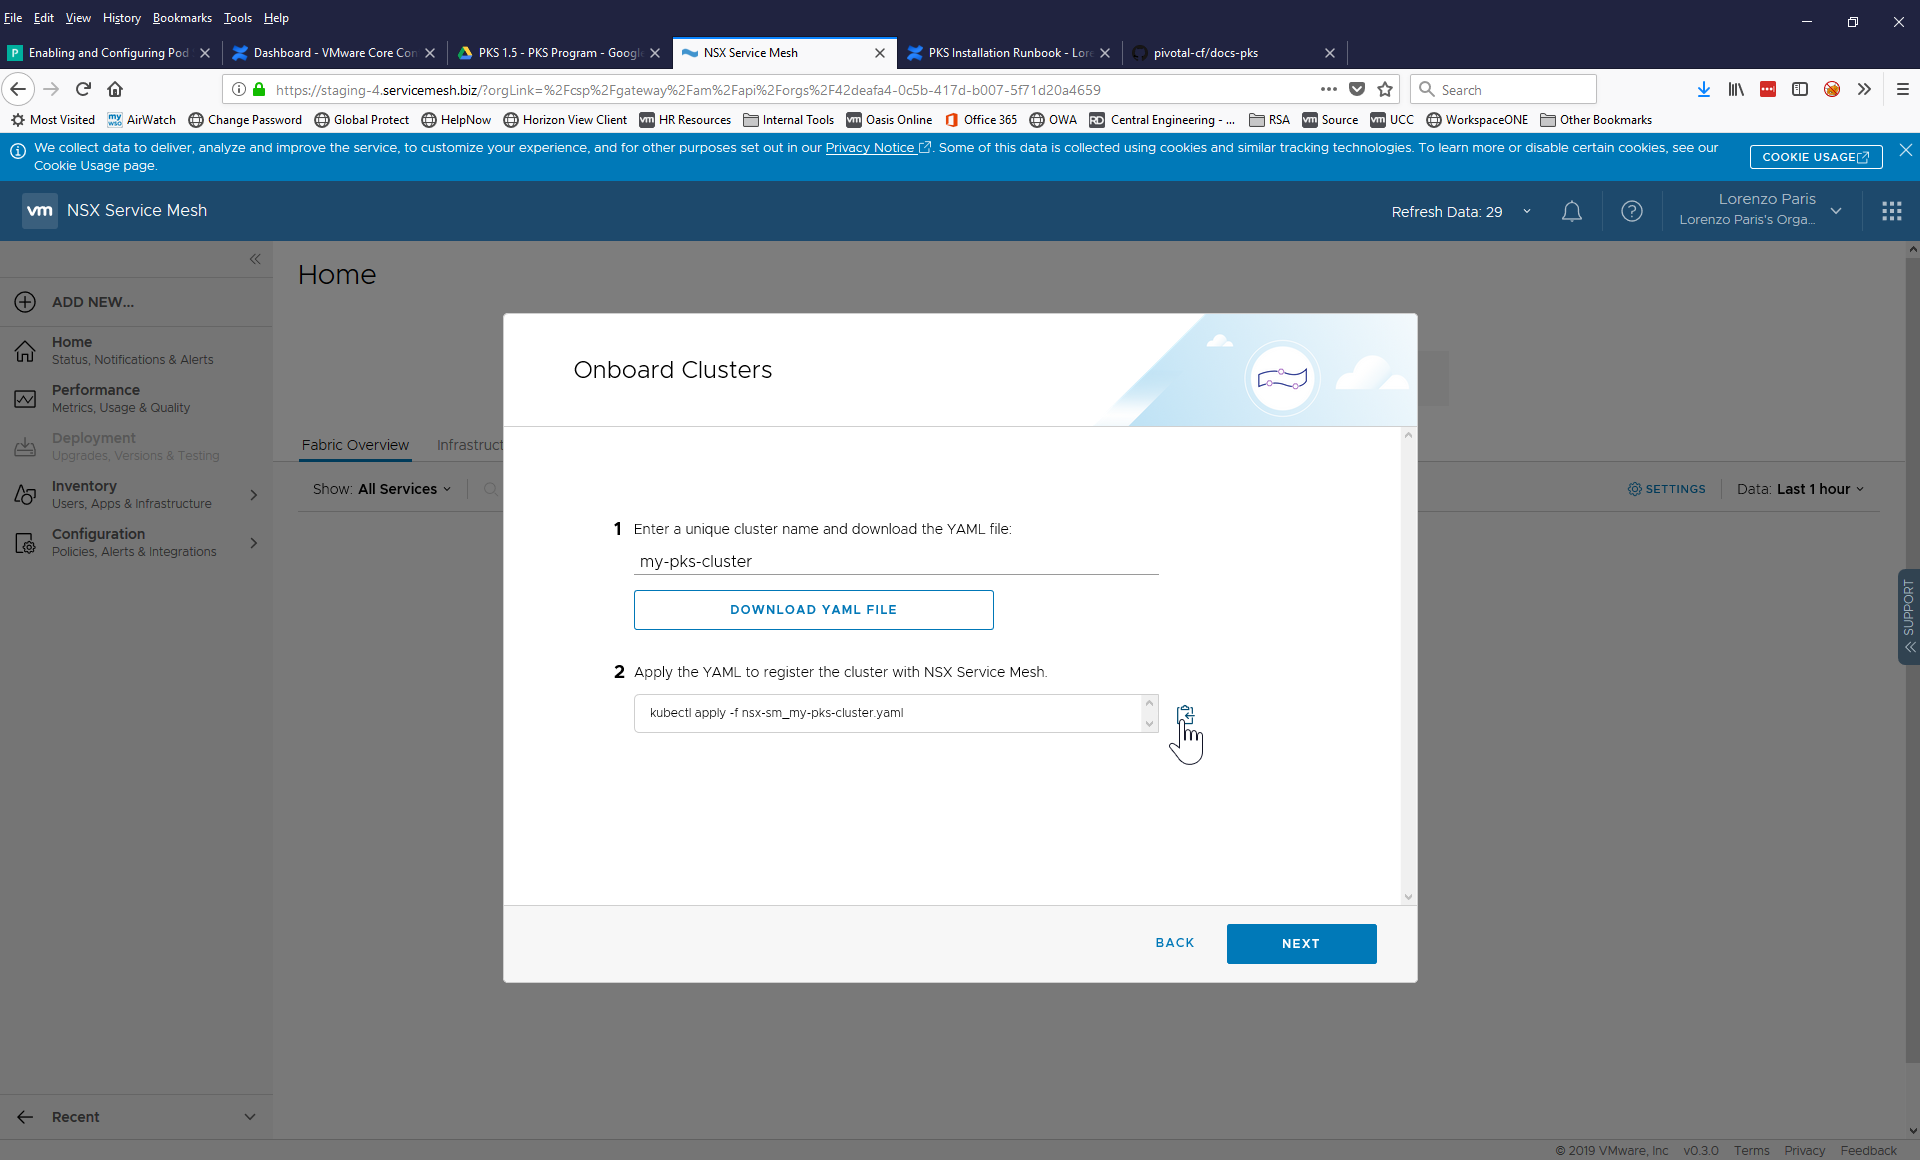 File Edit View History Bookmarks Tools Help
Enabling and Configuring Pod
Dashboard - VMware Core Con
PKS 1.5 - PKS Program - Google
NSX Service Mesh
PKS Installation Runbook - Lore
pivotal-cf/docs-pks
https://staging-4.servicemesh.biz/?orgLink=%2Fcsp%2Fgateway%2Fam%2Fapi%2Forgs%2F42deafa4-0c5b-417d-b007-5f71d20a4659
Search
Most Visited
my
AirWatch
Change Password
Global Protect
HelpNow
Horizon View Client
vm HR Resources
Internal Tools
vm Oasis Online
Office 365
OWA
RD Central Engineering - ...
RSA
vm Source
vm UCC
WorkspaceONE
Other Bookmarks
We collect data to deliver, analyze and improve the service, to customize your experience, and for other purposes set out in our Privacy Notice . Some of this data is collected using cookies and similar tracking technologies. To learn more or disable certain cookies, see our
Cookie Usage page.
COOKIE USAGE
vm NSX Service Mesh
Refresh Data: 29
Lorenzo Paris
Lorenzo Paris's Orga...
ADD NEW...
Home
Status, Notifications & Alerts
Performance
Metrics, Usage & Quality
Deployment
Upgrades, Versions & Testing
Inventory
Users, Apps & Infrastructure
Configuration
Policies, Alerts & Integrations
Recent
Home
Fabric Overview
Infrastruct
Show: All Services
SETTINGS
Data: Last 1 hour
Onboard Clusters
1 Enter a unique cluster name and download the YAML file:
my-pks-cluster
DOWNLOAD YAML FILE
2 Apply the YAML to register the cluster with NSX Service Mesh.
kubectl apply -f nsx-sm_my-pks-cluster.yaml
BACK
NEXT
SUPPORT
© 2019 VMware, Inc v0.3.0 Terms Privacy Feedback